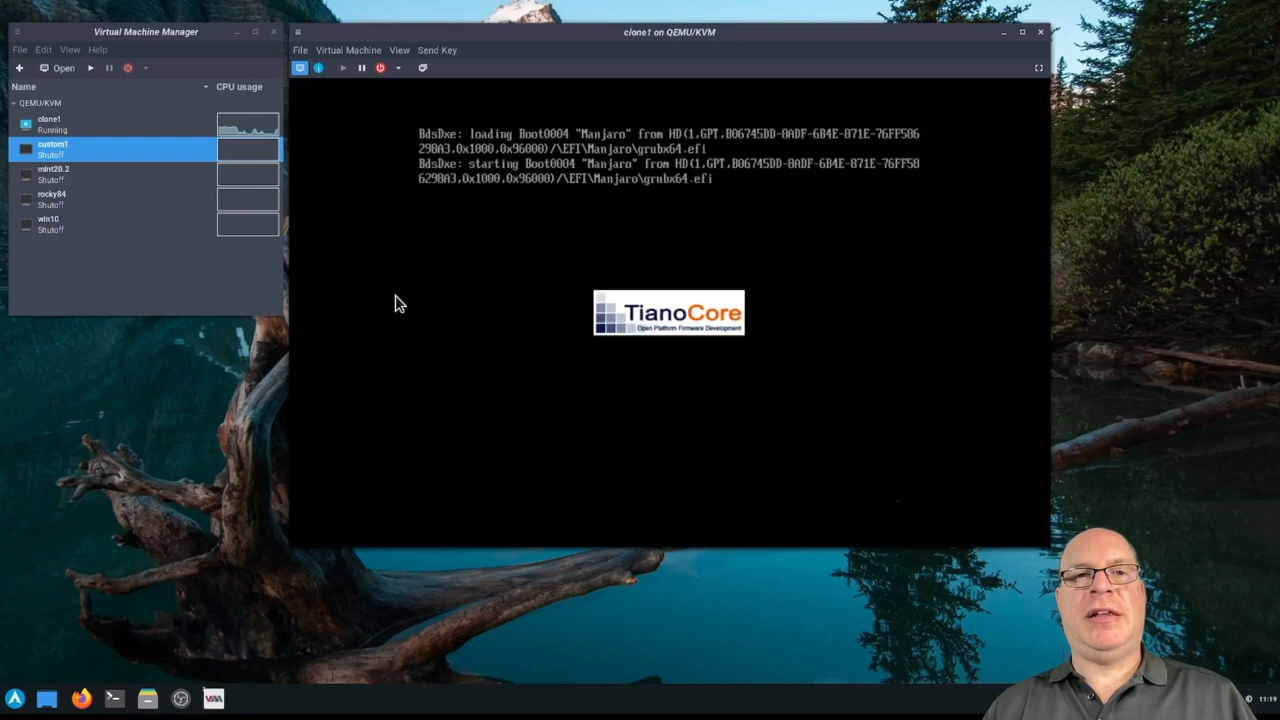 Virtual Machine Manager
File Edit View Help
Open
Name CPU usage
QEMU/KVM
clone1
Running
custom1
Shutoff
mint20.2
Shutoff
rocky84
Shutoff
win10
Shutoff
clone1 on QEMU/KVM
File Virtual Machine View Send Key
BdsDxe: loading Boot0004 "Manjaro" from HD(1,GPT,B06745DD-8ADF-6B4E-871E-76FF586
298A3,0x1000,0x96000)/\EFI\Manjaro\grubx64.efi
BdsDxe: starting Boot0004 "Manjaro" from HD(1,GPT,B06745DD-8ADF-6B4E-871E-76FF58
6298A3,0x1000,0x96000)/\EFI\Manjaro\grubx64.efi
TianoCore
Open Platform Firmware Development
11:19